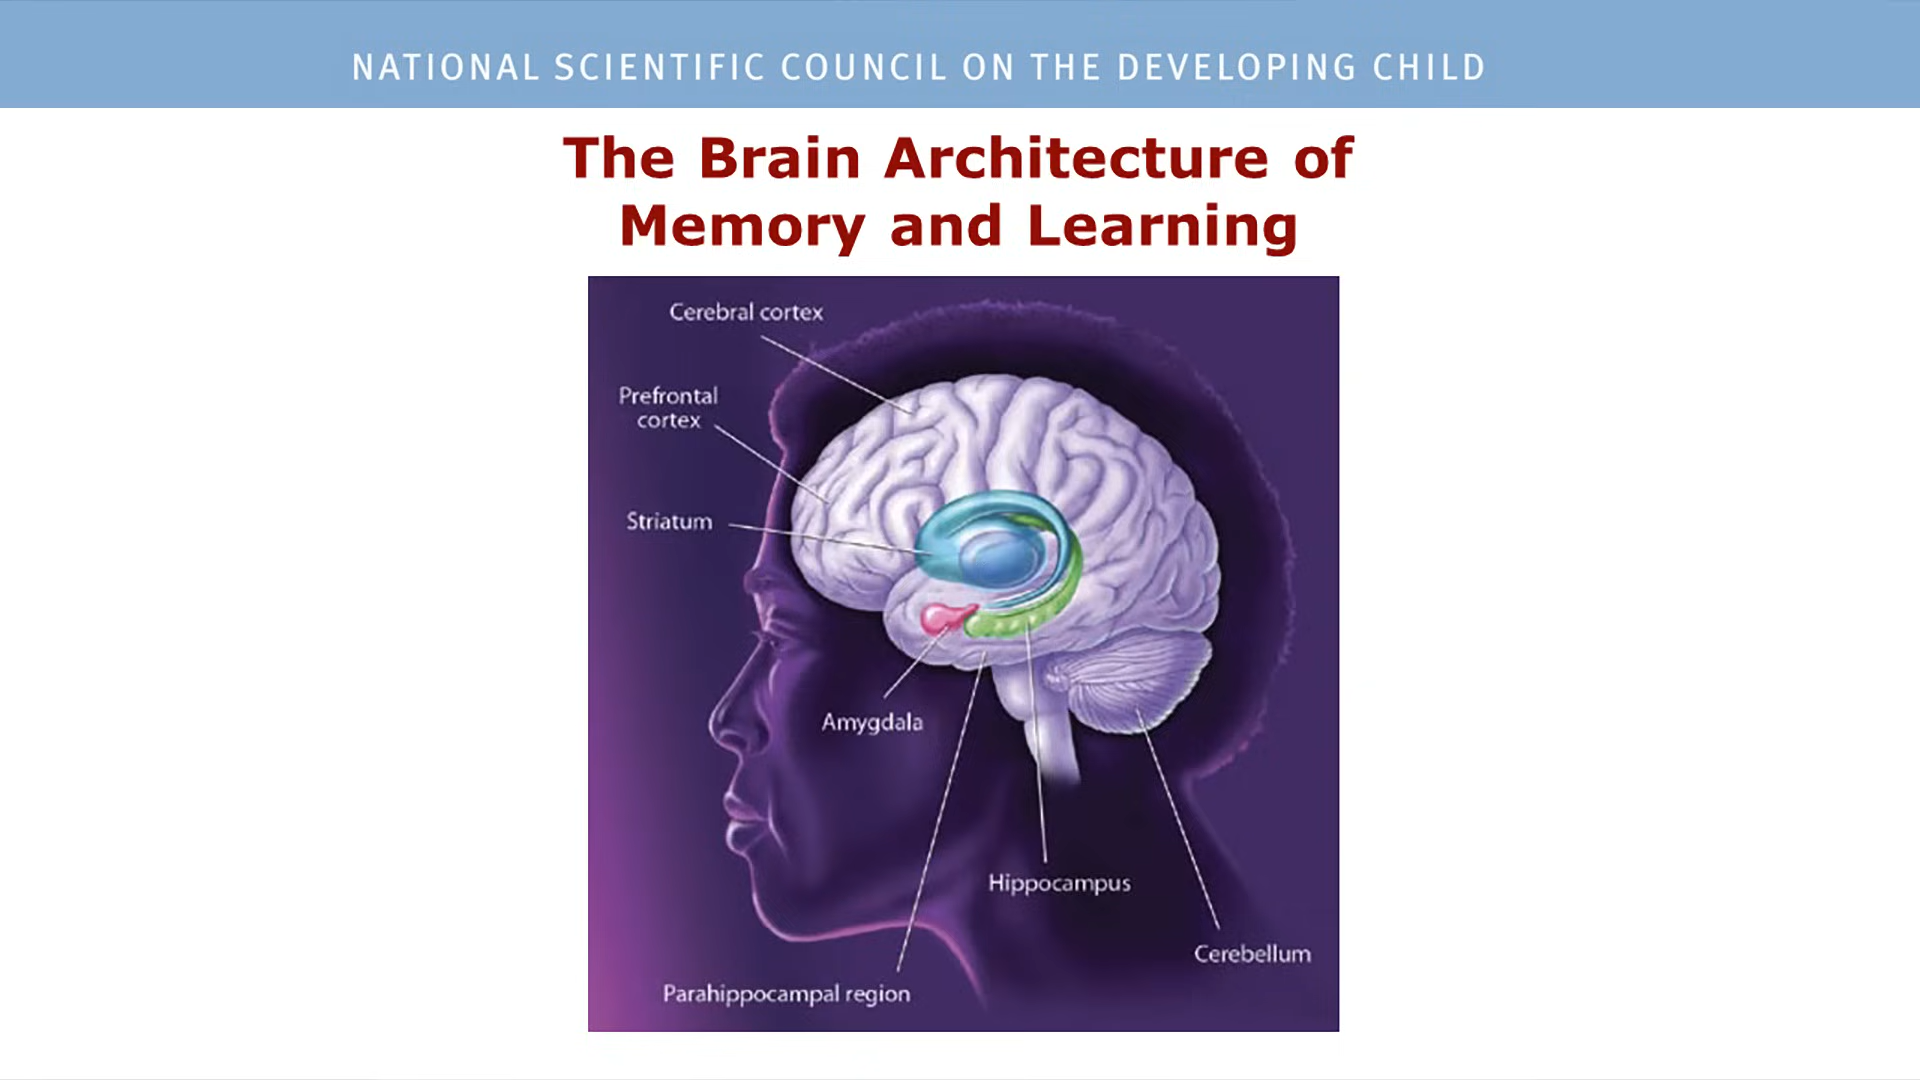 NATIONAL SCIENTIFIC COUNCIL ON THE DEVELOPING CHILD
The Brain Architecture of
Memory and Learning
Cerebral cortex
Prefrontal
cortex
Striatum
Amygdala
Hippocampus
Cerebellum
Parahippocampal region